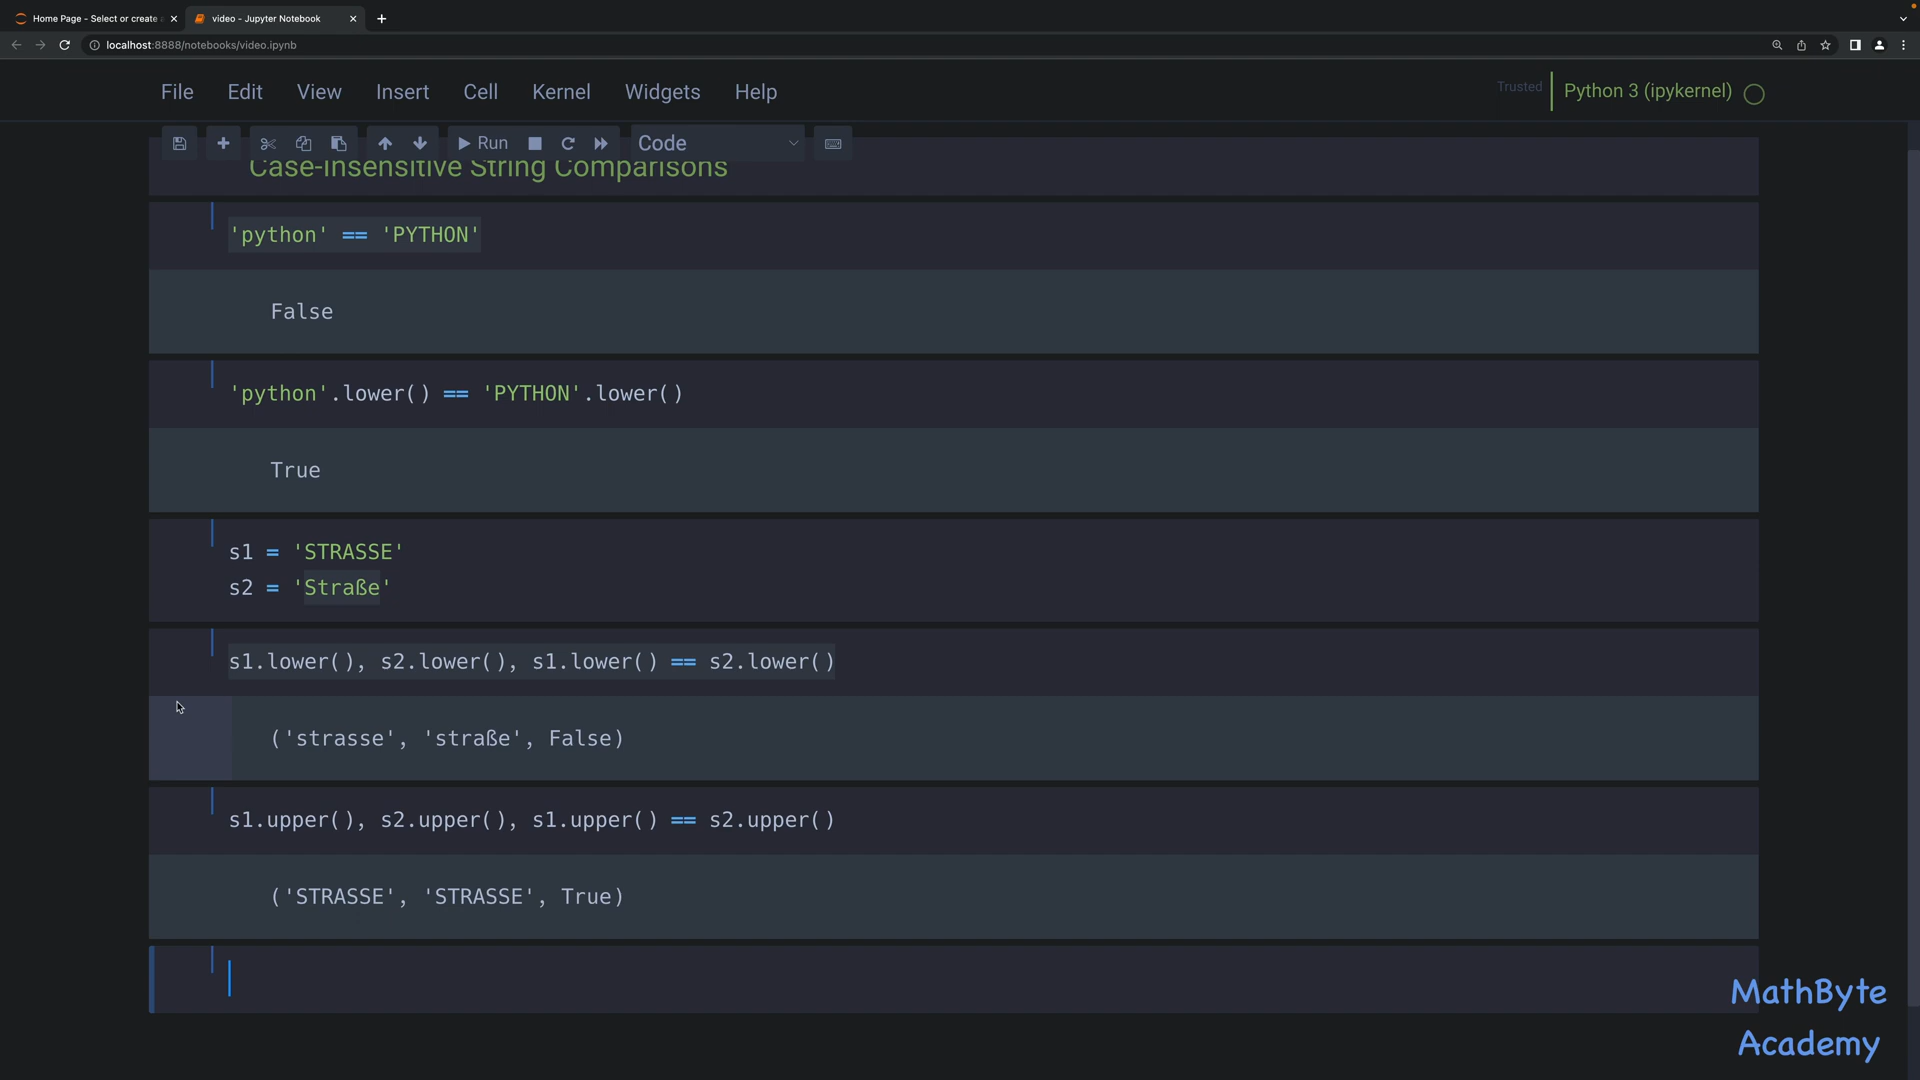 Home Page - Select or create a
video - Jupyter Notebook
localhost:8888/notebooks/video.ipynb
File Edit View Insert Cell Kernel Widgets Help
Trusted
Python 3 (ipykernel)
Run
Code
Case-Insensitive String Comparisons
'python' == 'PYTHON'
False
'python'.lower() == 'PYTHON'.lower()
True
s1 = 'STRASSE'
s2 = 'Straße'
s1.lower(), s2.lower(), s1.lower() == s2.lower()
('strasse', 'straße', False)
s1.upper(), s2.upper(), s1.upper() == s2.upper()
('STRASSE', 'STRASSE', True)
MathByte
Academy